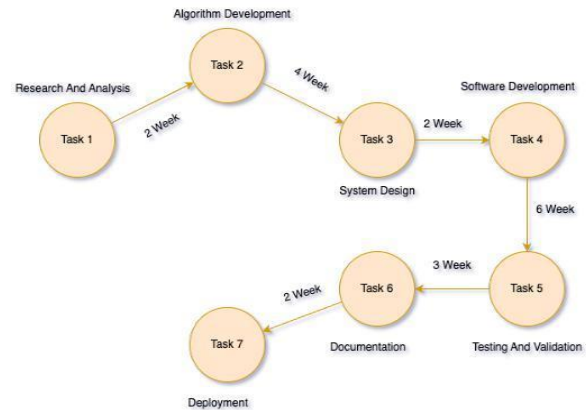 Algorithm Development
Task 2
Research And Analysis
4 Week
Software Development
Task 1
2 Week
Task 3
2 Week
Task 4
System Design
6 Week
3 Week
2 Week
Task 6
Task 5
Task 7
Documentation
Testing And Validation
Deployment